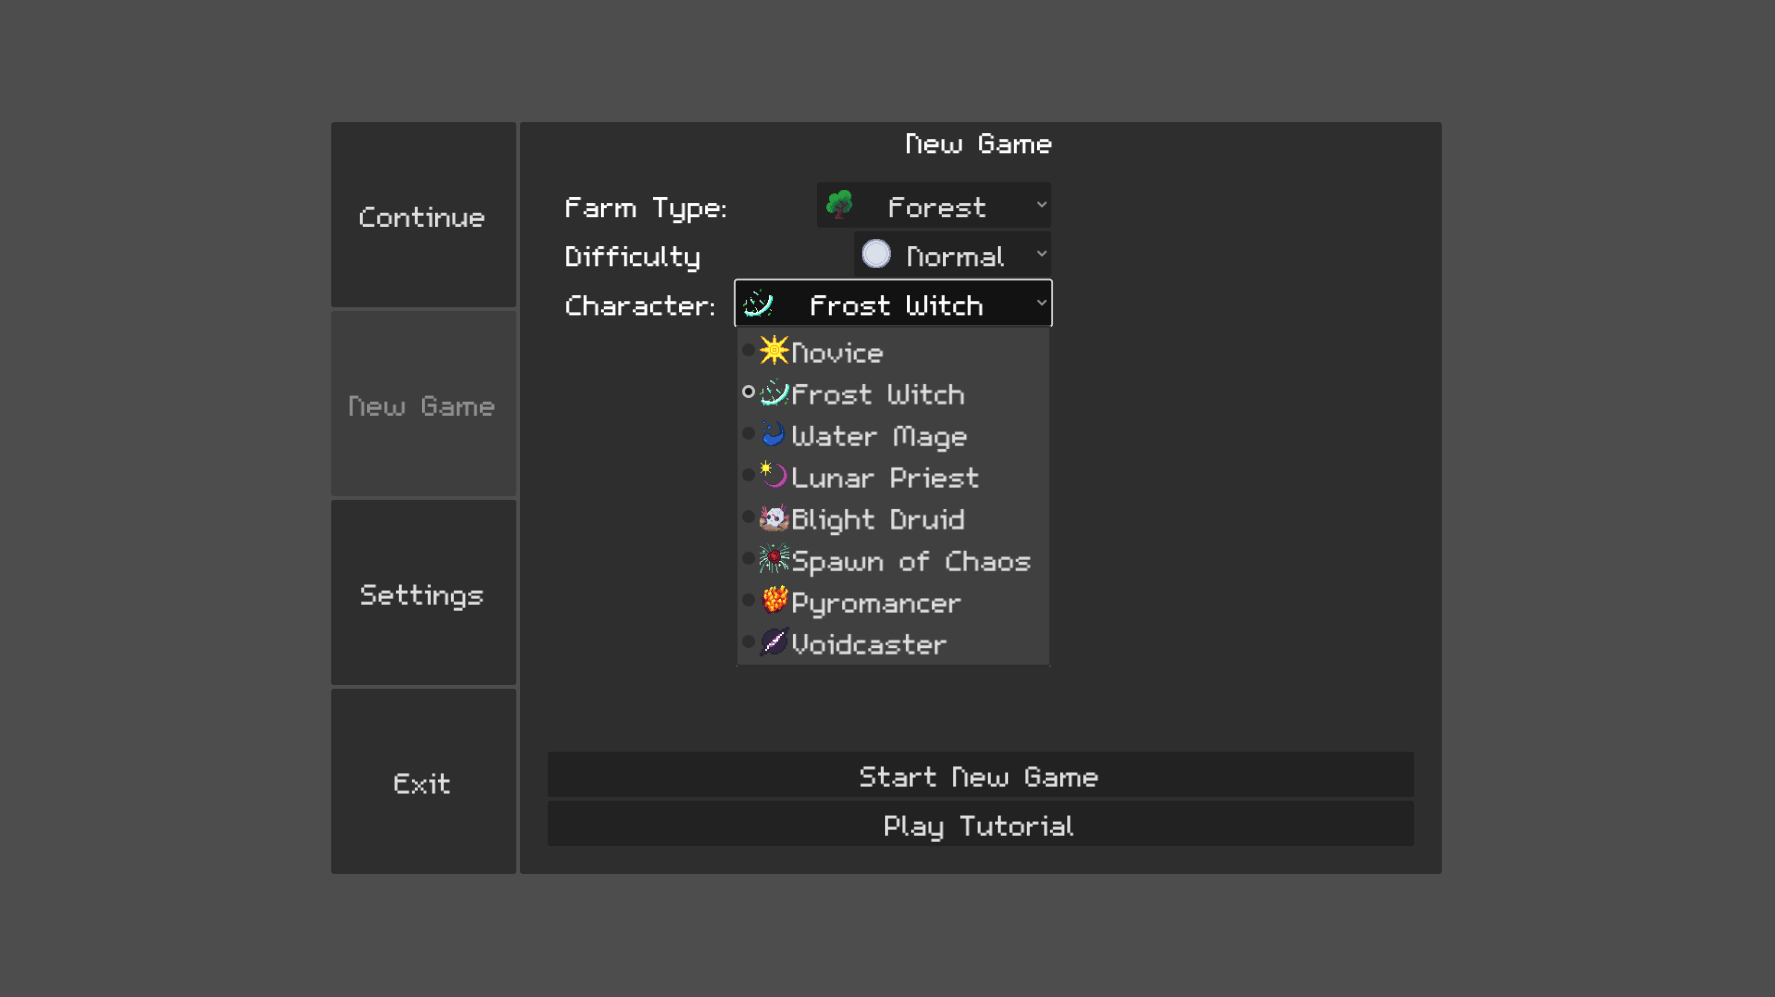 New Game
Continue
New Game
Settings
Exit
Farm Type: Forest
Difficulty Normal
Character: Frost Witch
Novice
Frost Witch
Water Mage
Lunar Priest
Blight Druid
Spawn of Chaos
Pyromancer
Voidcaster
Start New Game
Play Tutorial